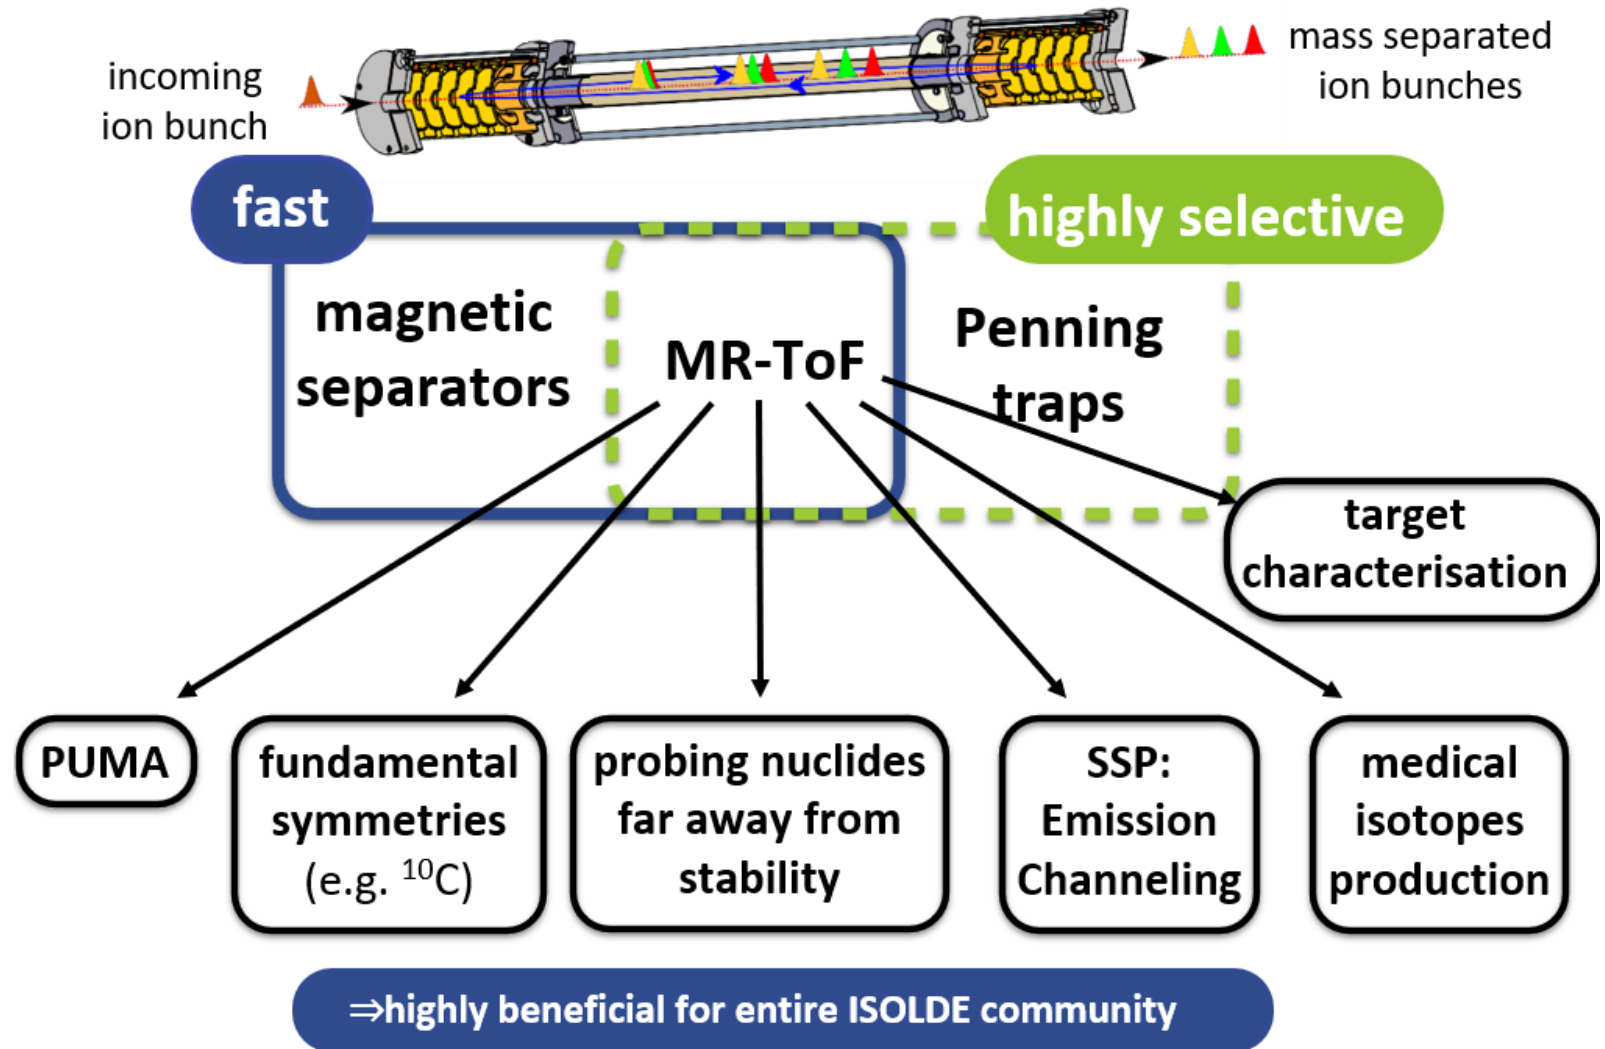 incoming
ion bunch
mass separated
ion bunches
fast
highly selective
magnetic
separators
MR-ToF
Penning
traps
target
characterisation
PUMA
fundamental
symmetries
(e.g. ¹⁰C)
probing nuclides
far away from
stability
SSP:
Emission
Channeling
medical
isotopes
production
⇒highly beneficial for entire ISOLDE community